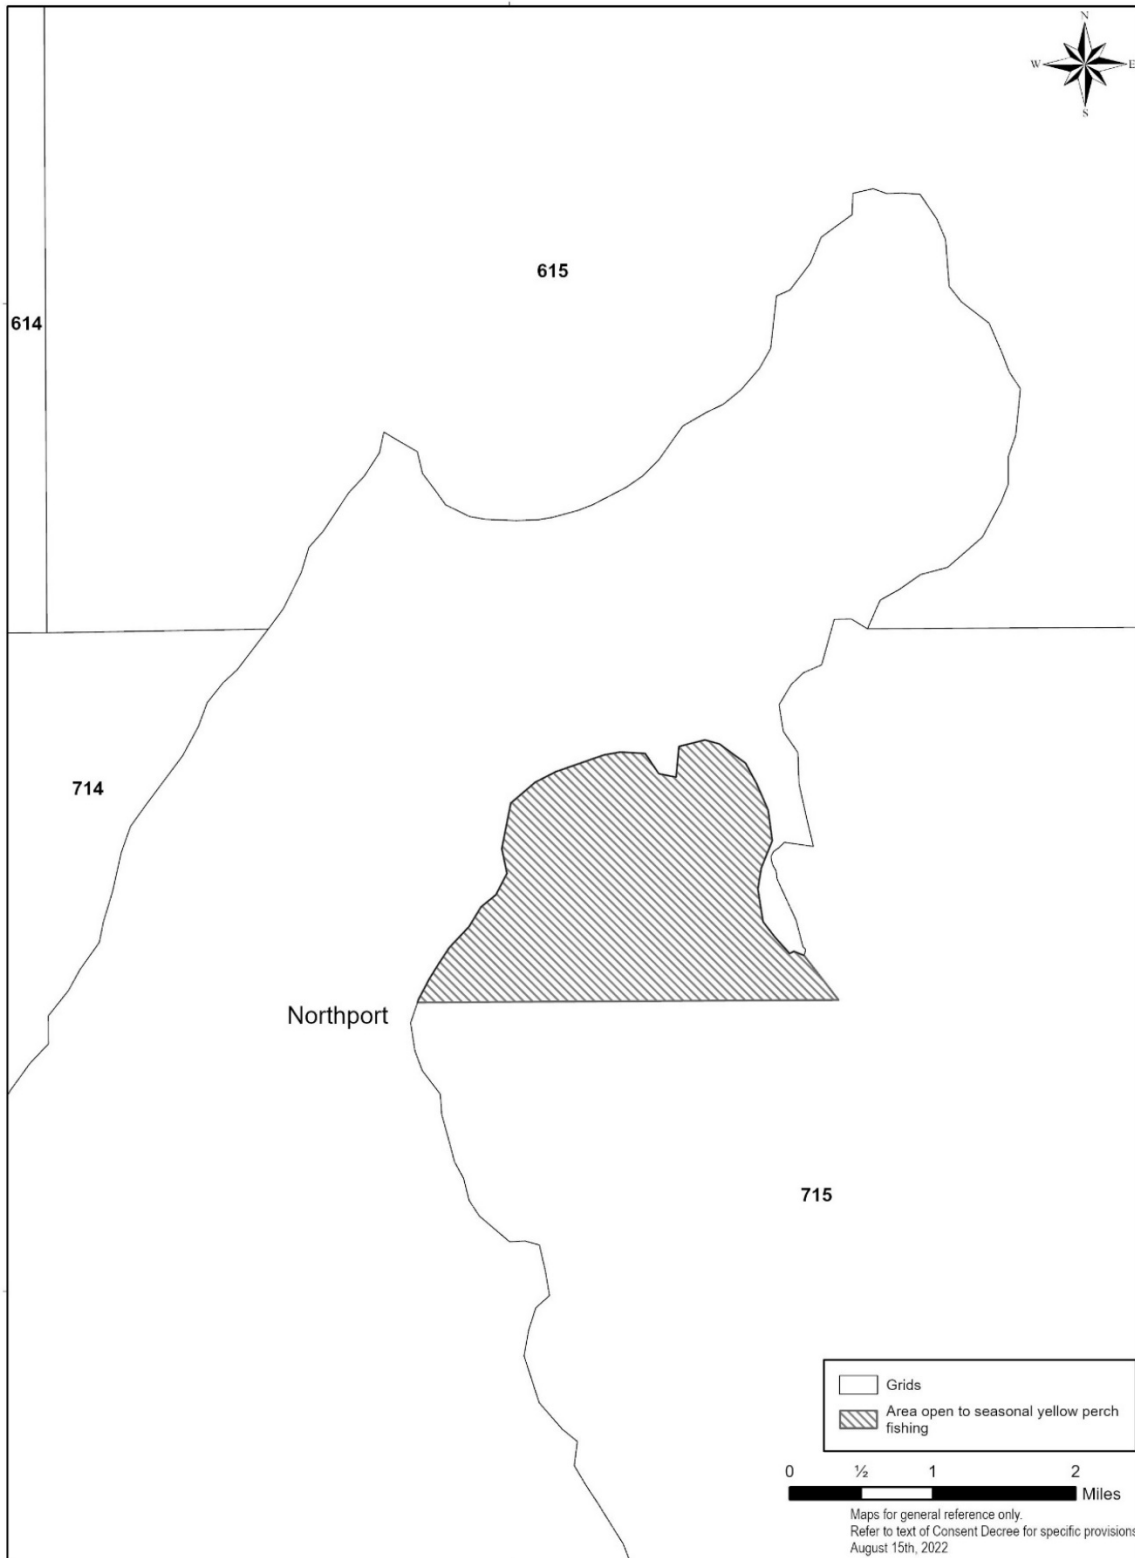 N
W E
S
615
614
714
Northport
715
Grids
Area open to seasonal yellow perch
fishing
0 ½ 1 2
Miles
Maps for general reference only.
Refer to text of Consent Decree for specific provisions
August 15th, 2022